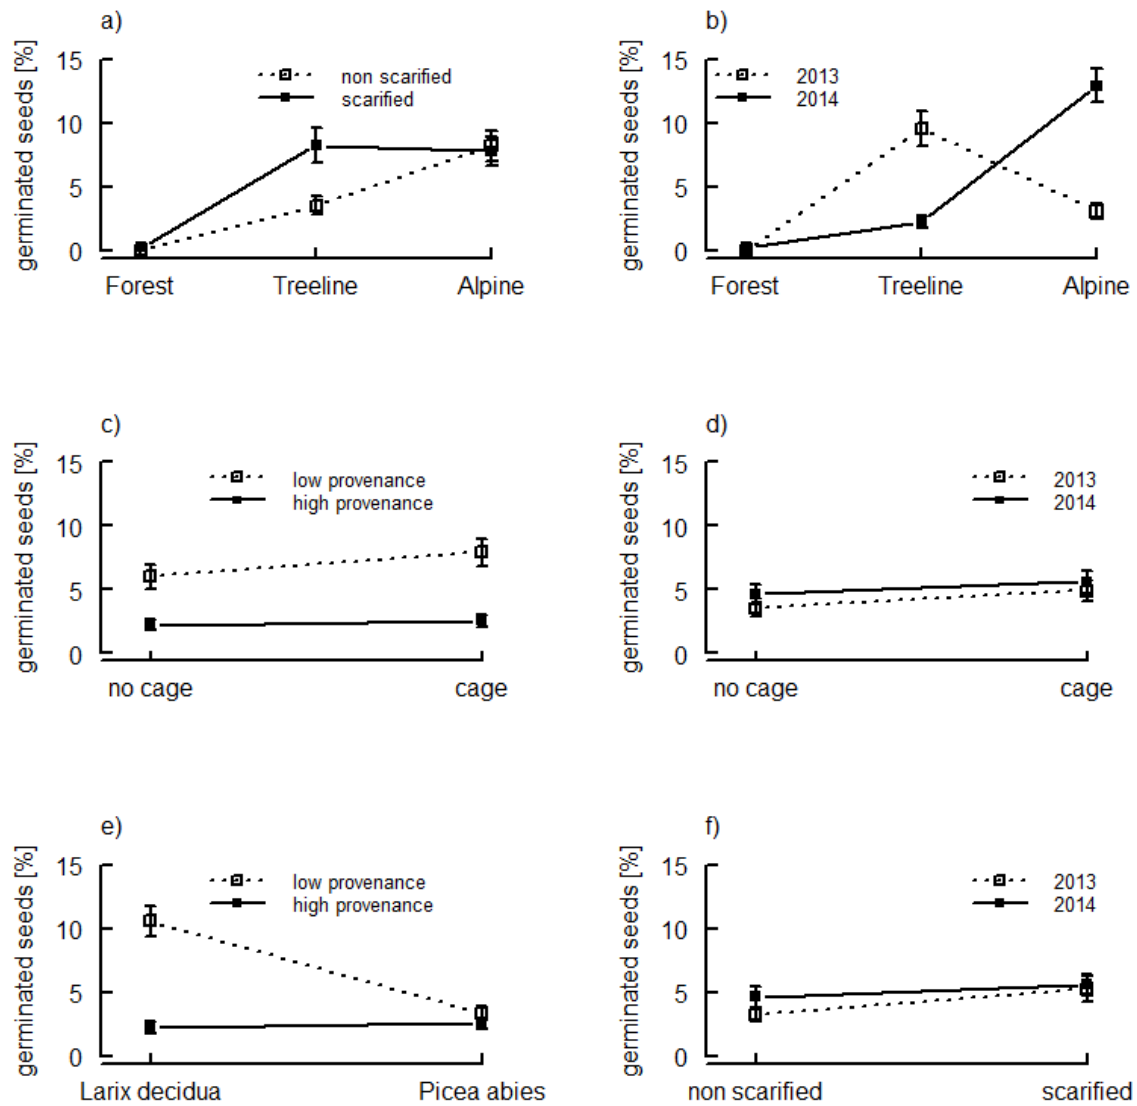 a)
germinated seeds [%]
15
10
5
0
non scarified
scarified
Forest Treeline Alpine
b)
germinated seeds [%]
15
10
5
0
2013
2014
Forest Treeline Alpine
c)
germinated seeds [%]
15
10
5
0
low provenance
high provenance
no cage cage
d)
germinated seeds [%]
15
10
5
0
2013
2014
no cage cage
e)
germinated seeds [%]
15
10
5
0
low provenance
high provenance
Larix decidua Picea abies
f)
germinated seeds [%]
15
10
5
0
2013
2014
non scarified scarified